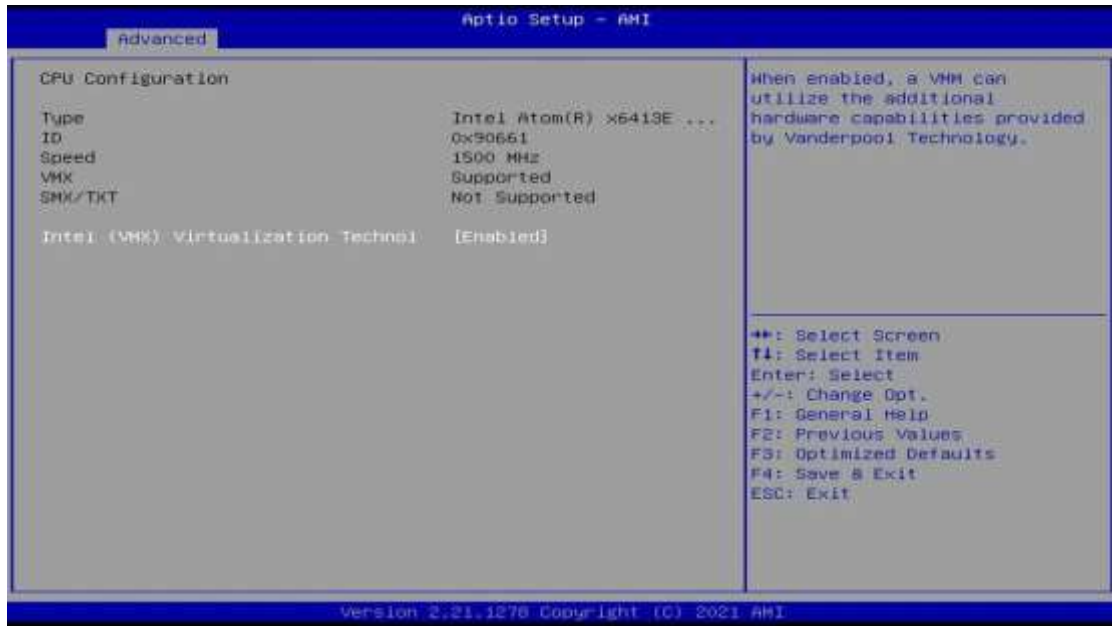 Aptio Setup - AMI
Advanced
CPU Configuration
Type Intel Atom(R) x6413E ...
ID 0x90661
Speed 1500 MHz
VMX Supported
SMX/TXT Not Supported
Intel (VMX) Virtualization Technol [Enabled]
When enabled, a VMM can
utilize the additional
hardware capabilities provided
by Vanderpool Technology.
→←: Select Screen
↑↓: Select Item
Enter: Select
+/-: Change Opt.
F1: General Help
F2: Previous Values
F3: Optimized Defaults
F4: Save & Exit
ESC: Exit
Version 2.21.1278 Copyright (C) 2021 AMI